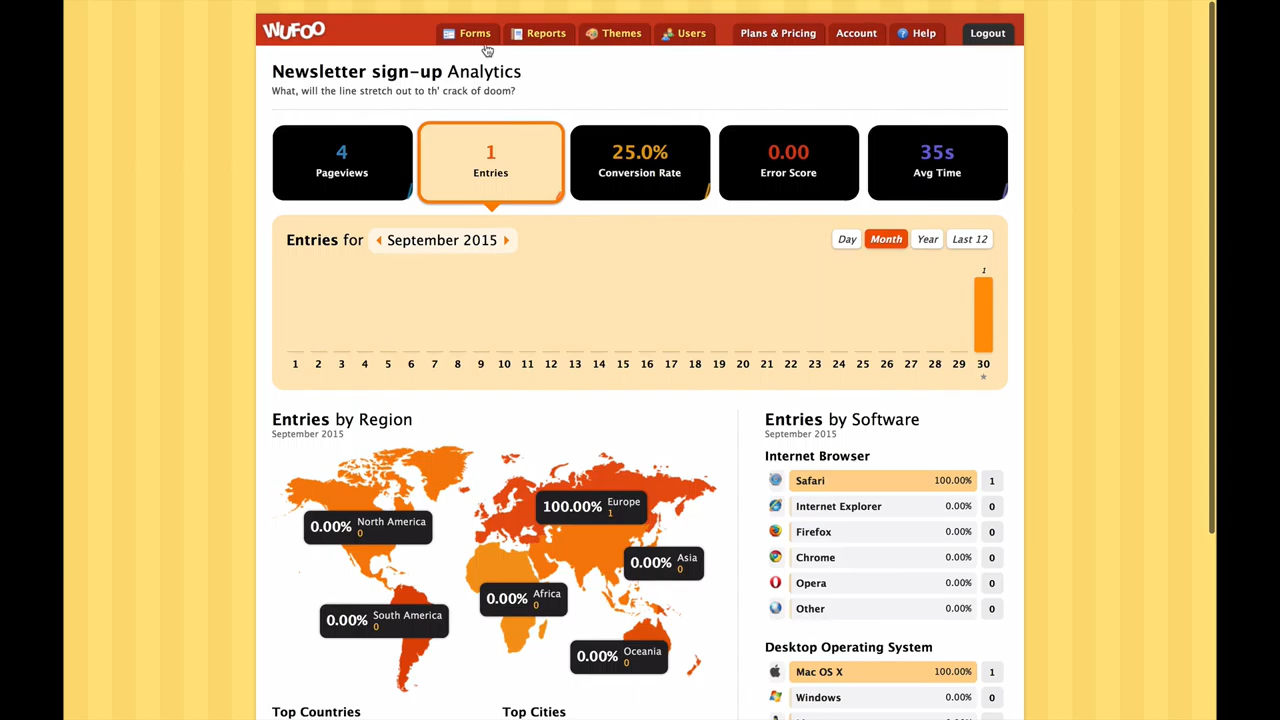 WUFOO
Forms
Reports
Themes
Users
Plans & Pricing
Account
Help
Logout
Newsletter sign-up Analytics
What, will the line stretch out to th' crack of doom?
4
Pageviews
1
Entries
25.0%
Conversion Rate
0.00
Error Score
35s
Avg Time
Entries for September 2015
Day
Month
Year
Last 12
1
1 2 3 4 5 6 7 8 9 10 11 12 13 14 15 16 17 18 19 20 21 22 23 24 25 26 27 28 29 30
Entries by Region
September 2015
100.00% Europe
1
0.00% North America
0
0.00% Asia
0
0.00% Africa
0
0.00% South America
0
0.00% Oceania
0
Top Countries
Top Cities
Entries by Software
September 2015
Internet Browser
Safari 100.00% 1
Internet Explorer 0.00% 0
Firefox 0.00% 0
Chrome 0.00% 0
Opera 0.00% 0
Other 0.00% 0
Desktop Operating System
Mac OS X 100.00% 1
Windows 0.00% 0